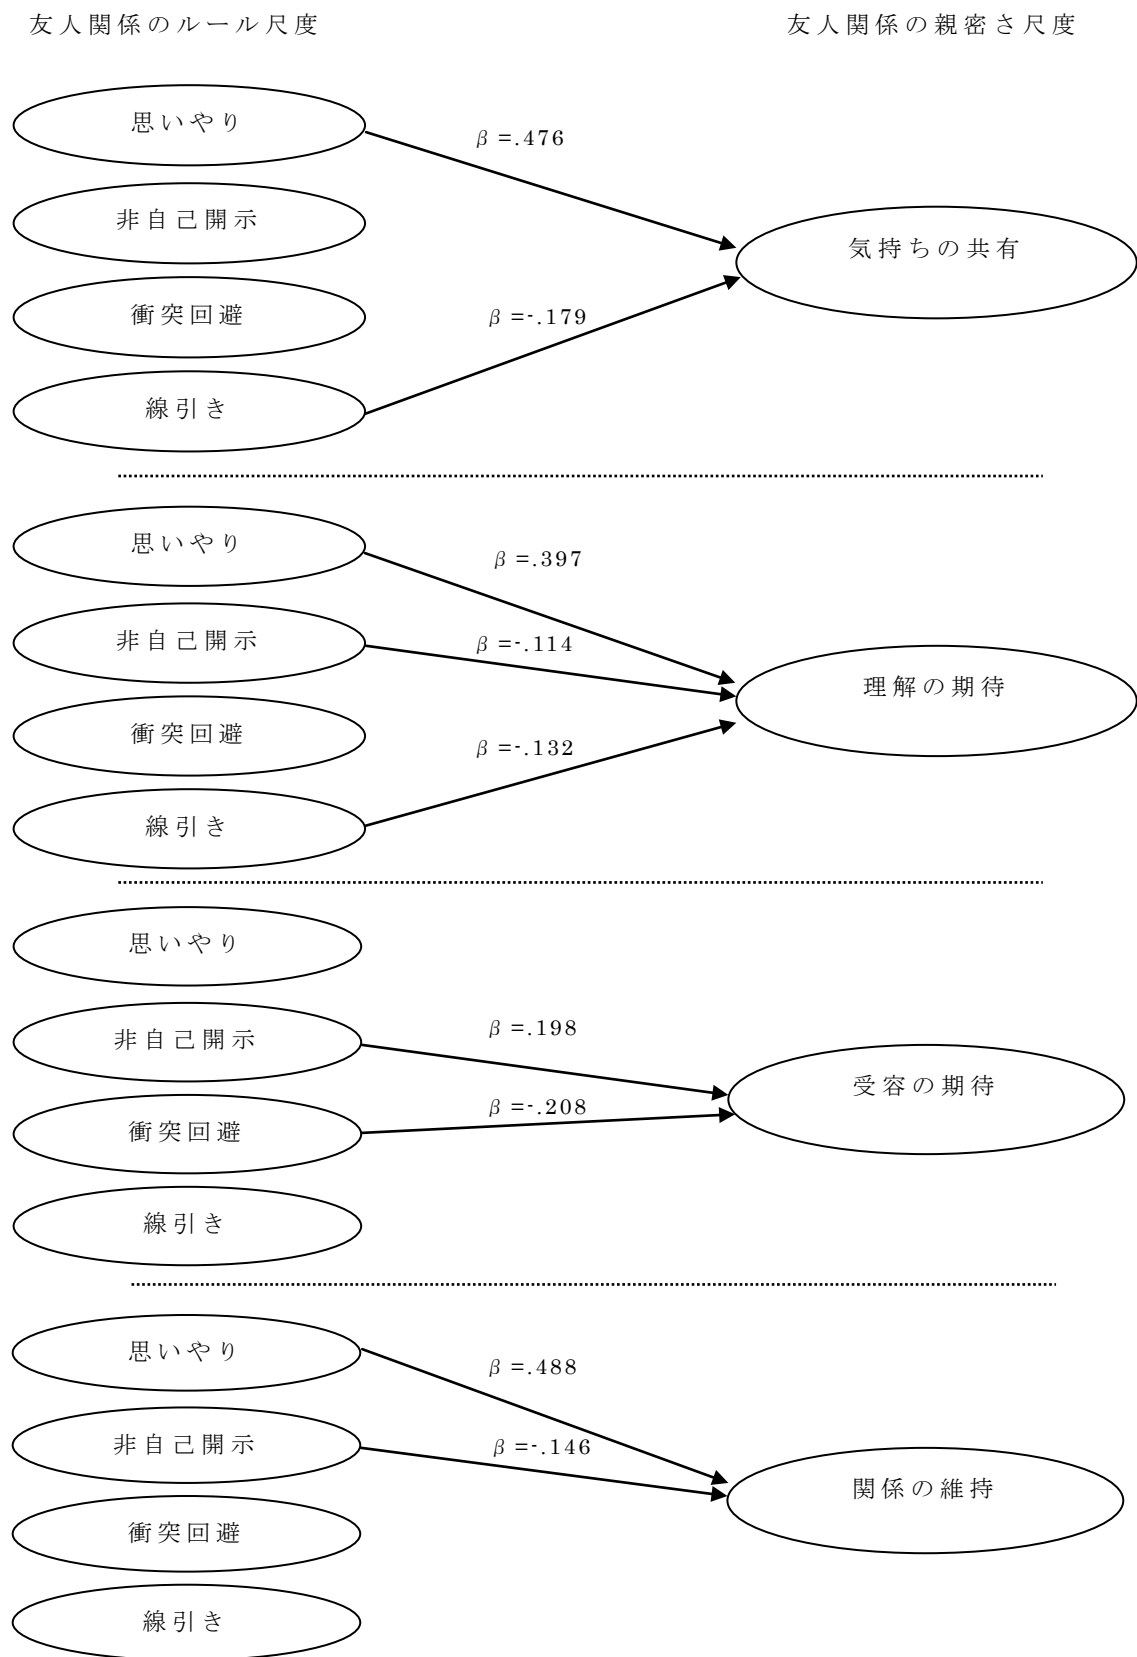 友人関係のルール尺度
友人関係の親密さ尺度
思いやり
β=.476
非自己開示
気持ちの共有
衝突回避
β=-.179
線引き
思いやり
β=.397
非自己開示
β=-.114
理解の期待
衝突回避
β=-.132
線引き
思いやり
非自己開示
β=.198
受容の期待
衝突回避
β=-.208
線引き
思いやり
β=.488
非自己開示
β=-.146
関係の維持
衝突回避
線引き